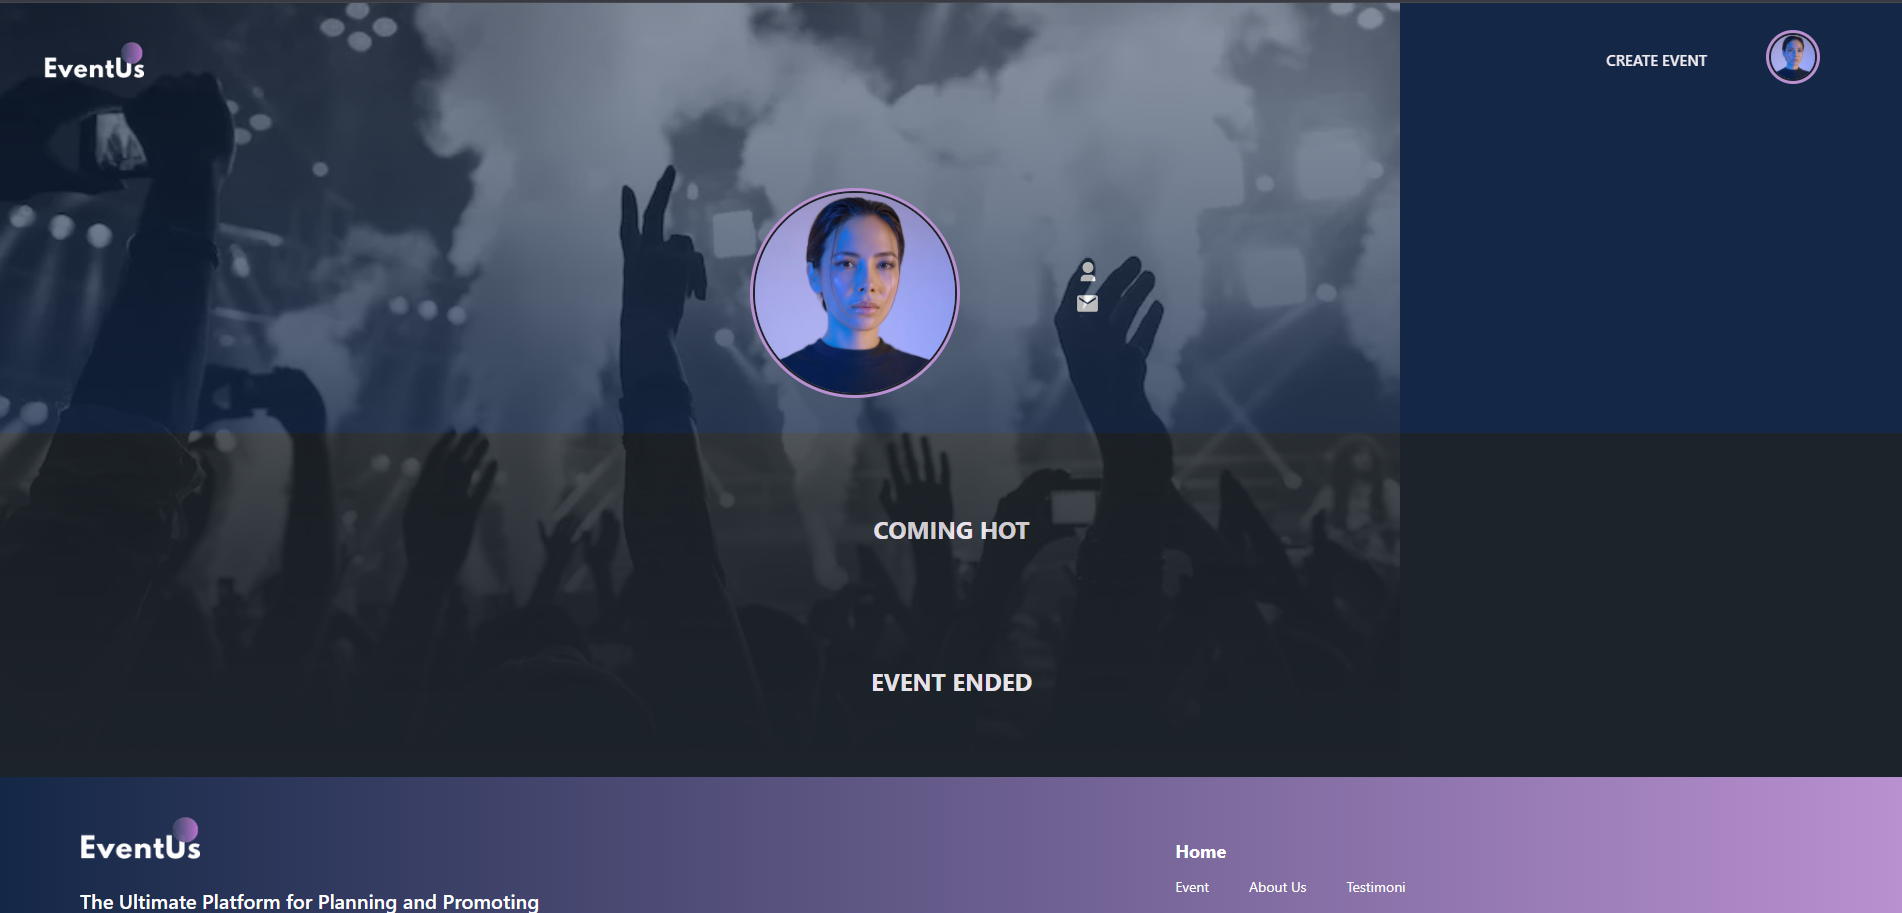 EventUs
CREATE EVENT
COMING HOT
EVENT ENDED
EventUs
The Ultimate Platform for Planning and Promoting
Home
Event About Us Testimoni